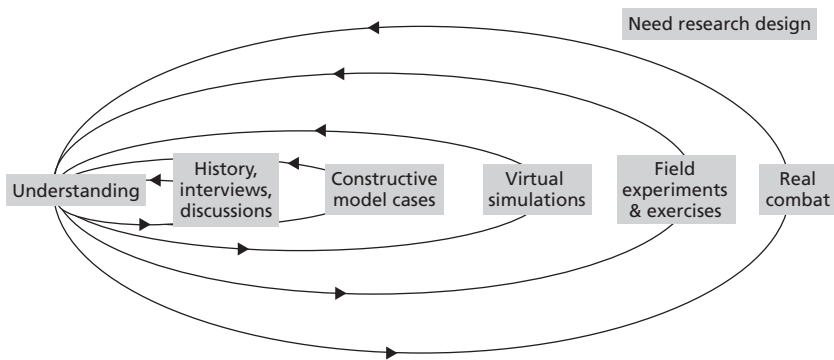 Need research design
Understanding
History,
interviews,
discussions
Constructive
model cases
Virtual
simulations
Field
experiments
& exercises
Real
combat